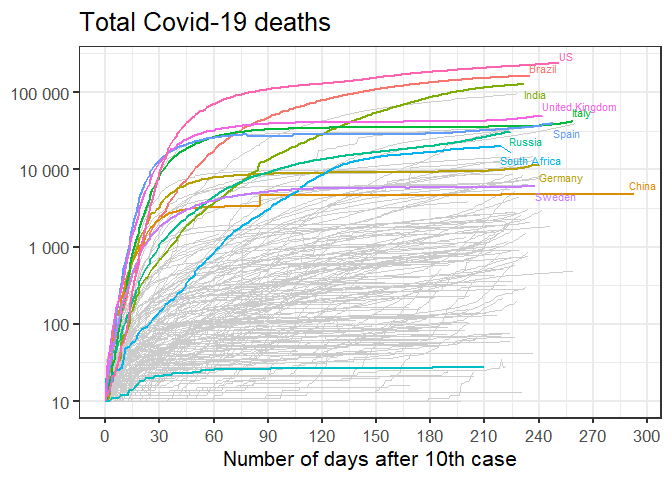 Total Covid-19 deaths
US
Brazil
100 000
India
United Kingdom
Italy
Spain
Russia
10 000
South Africa
Germany
China
Sweden
1 000
100
10
0 30 60 90 120 150 180 210 240 270 300
Number of days after 10th case